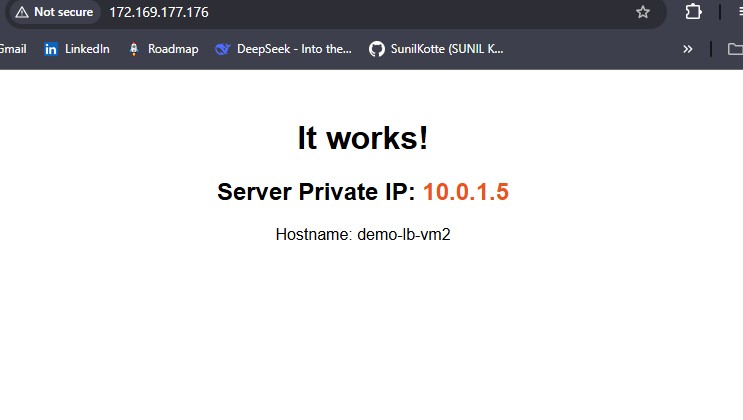 Not secure 172.169.177.176
Gmail LinkedIn Roadmap DeepSeek - Into the... SunilKotte (SUNIL K... »
It works!
Server Private IP: 10.0.1.5
Hostname: demo-lb-vm2